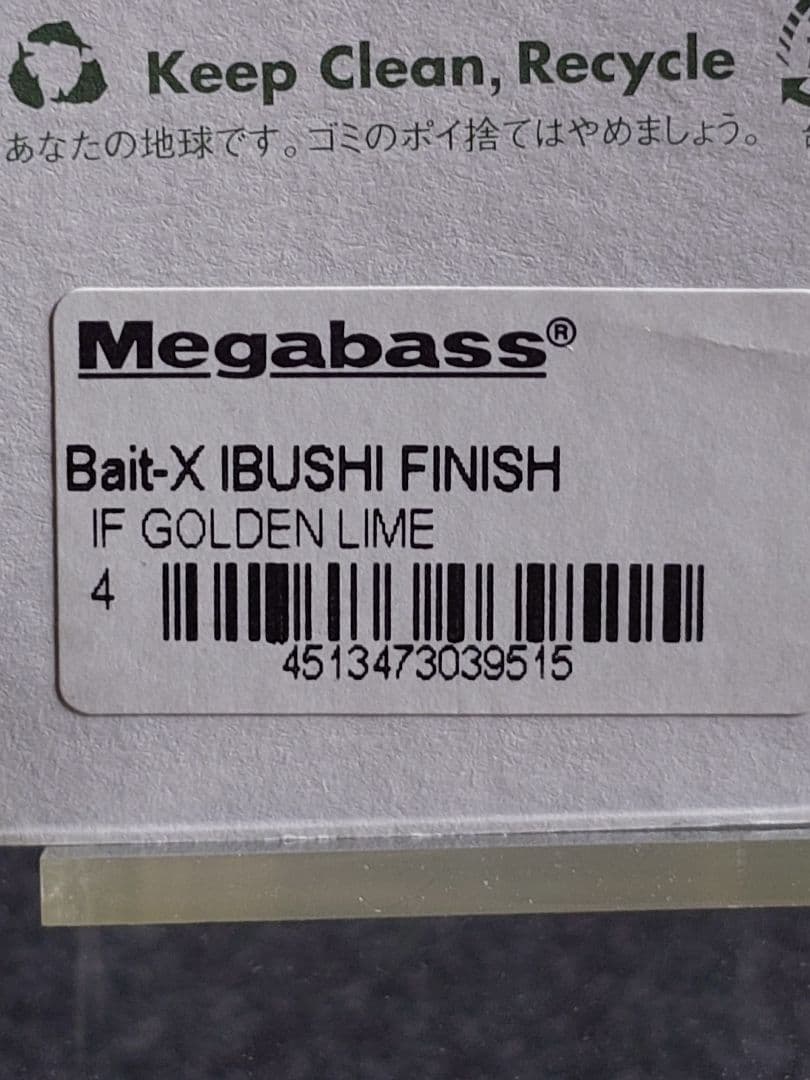 Keep Clean, Recycle
あなたの地球です。ゴミのポイ捨てはやめましょう。
Megabass®
Bait-X IBUSHI FINISH
IF GOLDEN LIME
4
4513473039515